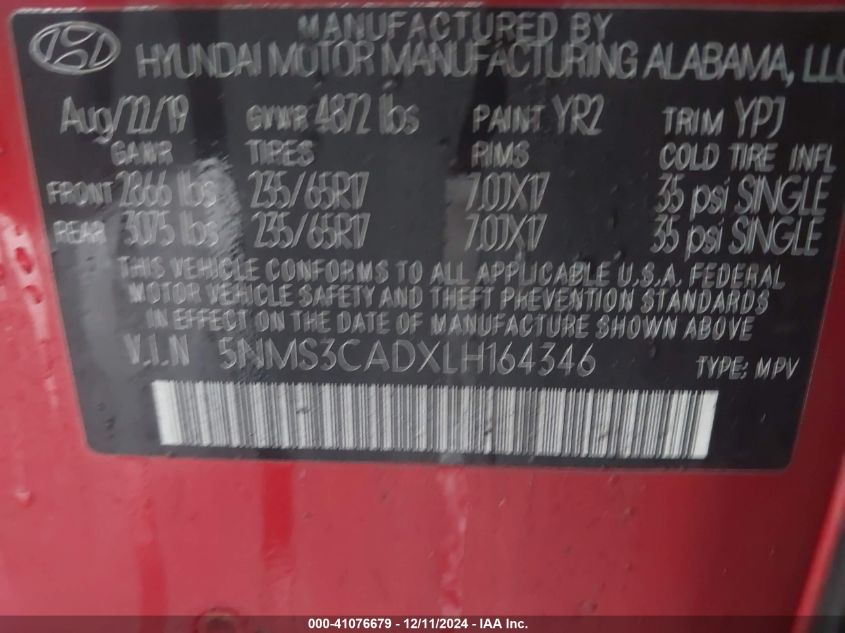 MANUFACTURED BY
HYUNDAI MOTOR MANUFACTURING ALABAMA, LLC
Aug/22/19 GVWR 4872 lbs PAINT YR2 TRIM YPJ
GAWR TIRES RIMS COLD TIRE INFL
FRONT 2866 lbs 235/65R17 7.0JX17 35 psi SINGLE
REAR 3075 lbs 235/65R17 7.0JX17 35 psi SINGLE
THIS VEHICLE CONFORMS TO ALL APPLICABLE U.S.A. FEDERAL
MOTOR VEHICLE SAFETY AND THEFT PREVENTION STANDARDS
IN EFFECT ON THE DATE OF MANUFACTURE SHOWN ABOVE.
V.I.N 5NMS3CADXLH164346 TYPE: MPV
000-41076679 - 12/11/2024 - IAA Inc.